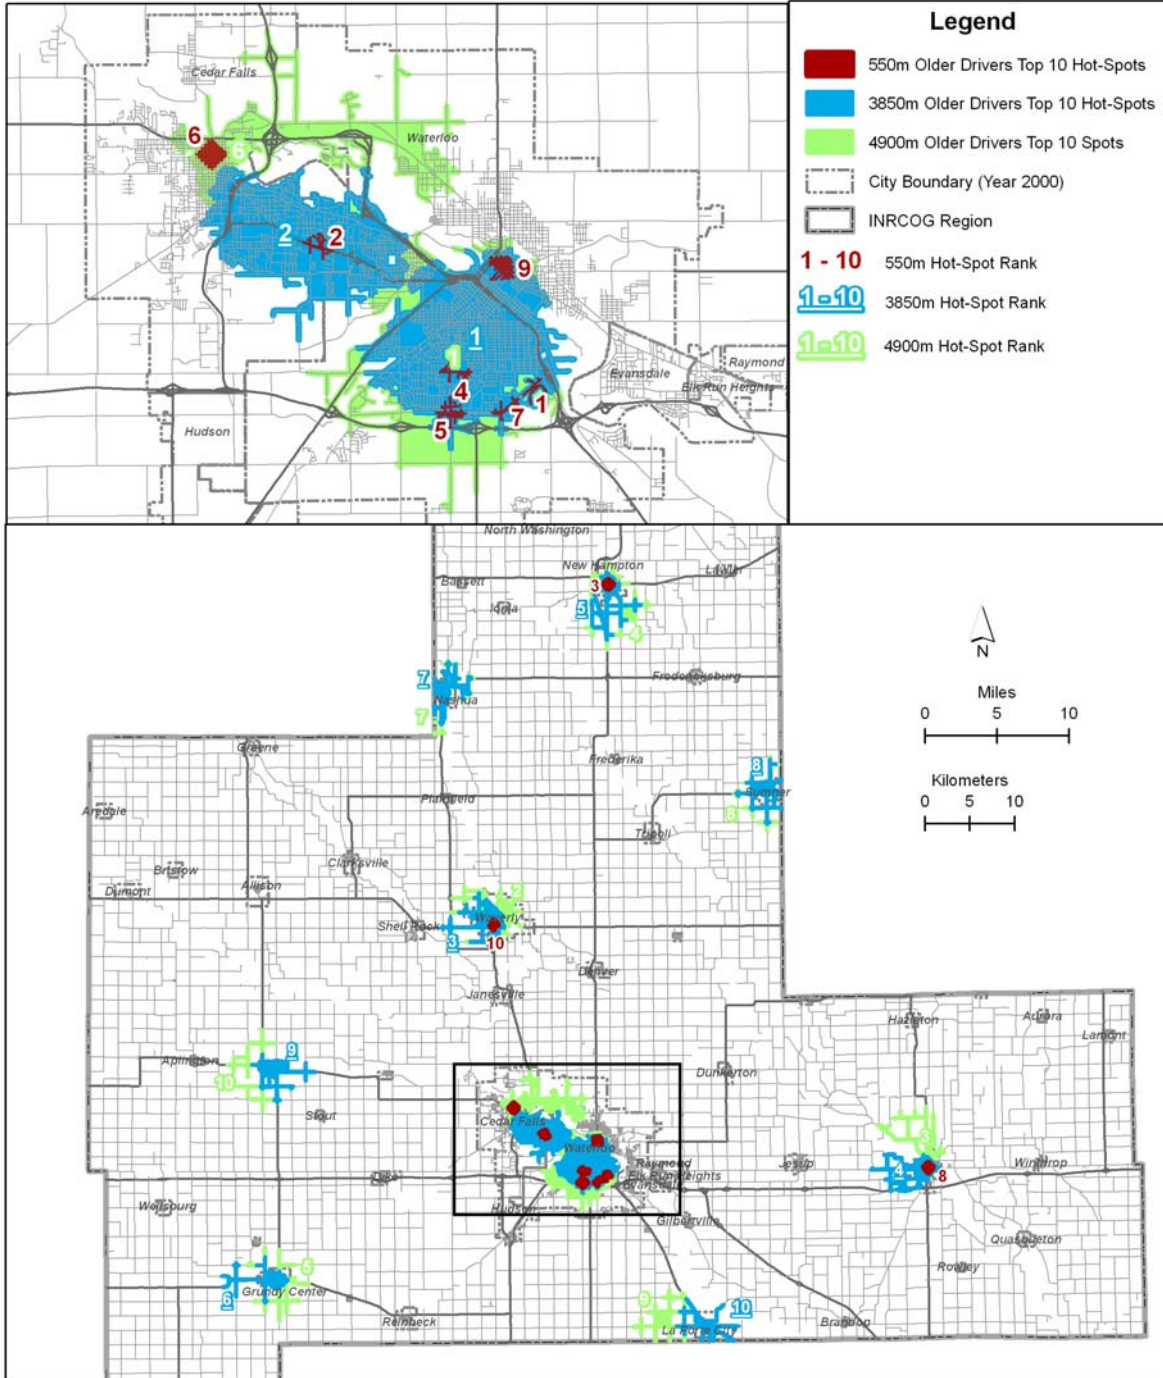 Legend
550m Older Drivers Top 10 Hot-Spots
3850m Older Drivers Top 10 Hot-Spots
4900m Older Drivers Top 10 Spots
City Boundary (Year 2000)
INRCOG Region
1 - 10 550m Hot-Spot Rank
1 - 10 3850m Hot-Spot Rank
1 - 10 4900m Hot-Spot Rank
Cedar Falls
6
6
Waterloo
2
2
9
1
1
4
Evansdale
Raymond
Elk Run Heights
1
7
5
Hudson
North Washington
New Hampton
Lawler
Bassett
3
Ionia
5
4
7
Fredericksburg
Nashua
7
Greene
Frederika
8
Sumner
Plainfield
Aredale
8
Tripoli
Clarksville
Bristow
Allison
Dumont
2
Waverly
Shell Rock
3
10
Denver
Janesville
Hazleton
Aurora
Lamont
9
Aplington
10
Dunkerton
Stout
Cedar Falls
3
Waterloo
Raymond
Jesup
Winthrop
4
8
Elk Run Heights
Evansdale
Dike
Wellsburg
Hudson
Gilbertville
Quasqueton
Rowley
5
Grundy Center
6
9
10
Reinbeck
La Porte City
Brandon
N
Miles
0 5 10
Kilometers
0 5 10